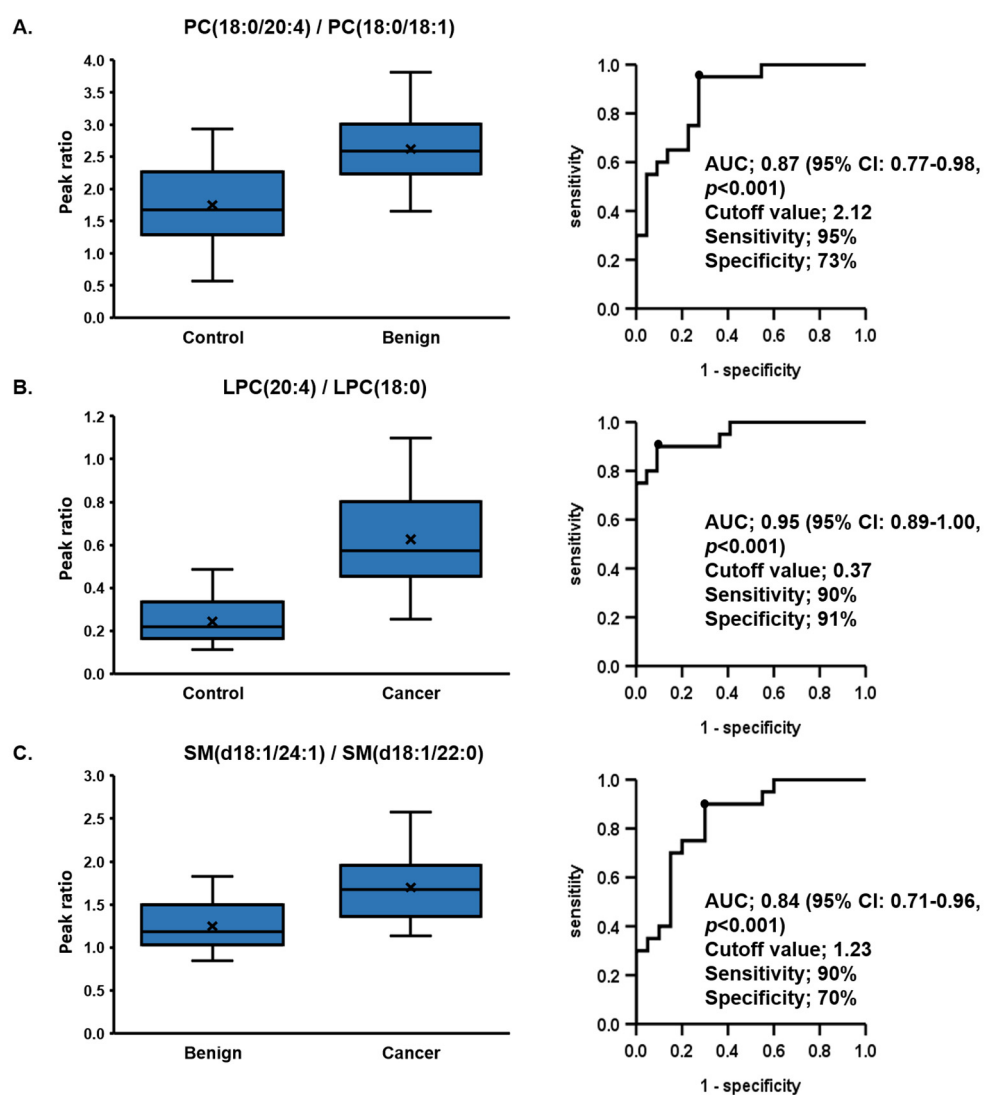 A.
PC(18:0/20:4) / PC(18:0/18:1)
Peak ratio
4.0
3.5
3.0
2.5
2.0
1.5
1.0
0.5
0.0
Control
Benign
sensitivity
1.0
0.8
0.6
0.4
0.2
0.0
AUC; 0.87 (95% CI: 0.77-0.98,
p<0.001)
Cutoff value; 2.12
Sensitivity; 95%
Specificity; 73%
0.0 0.2 0.4 0.6 0.8 1.0
1 - specificity
B.
LPC(20:4) / LPC(18:0)
Peak ratio
1.2
1.0
0.8
0.6
0.4
0.2
0.0
Control
Cancer
sensitivity
1.0
0.8
0.6
0.4
0.2
0.0
AUC; 0.95 (95% CI: 0.89-1.00,
p<0.001)
Cutoff value; 0.37
Sensitivity; 90%
Specificity; 91%
0.0 0.2 0.4 0.6 0.8 1.0
1 - specificity
C.
SM(d18:1/24:1) / SM(d18:1/22:0)
Peak ratio
3.0
2.5
2.0
1.5
1.0
0.5
0.0
Benign
Cancer
sensitiity
1.0
0.8
0.6
0.4
0.2
0.0
AUC; 0.84 (95% CI: 0.71-0.96,
p<0.001)
Cutoff value; 1.23
Sensitivity; 90%
Specificity; 70%
0.0 0.2 0.4 0.6 0.8 1.0
1 - specificity